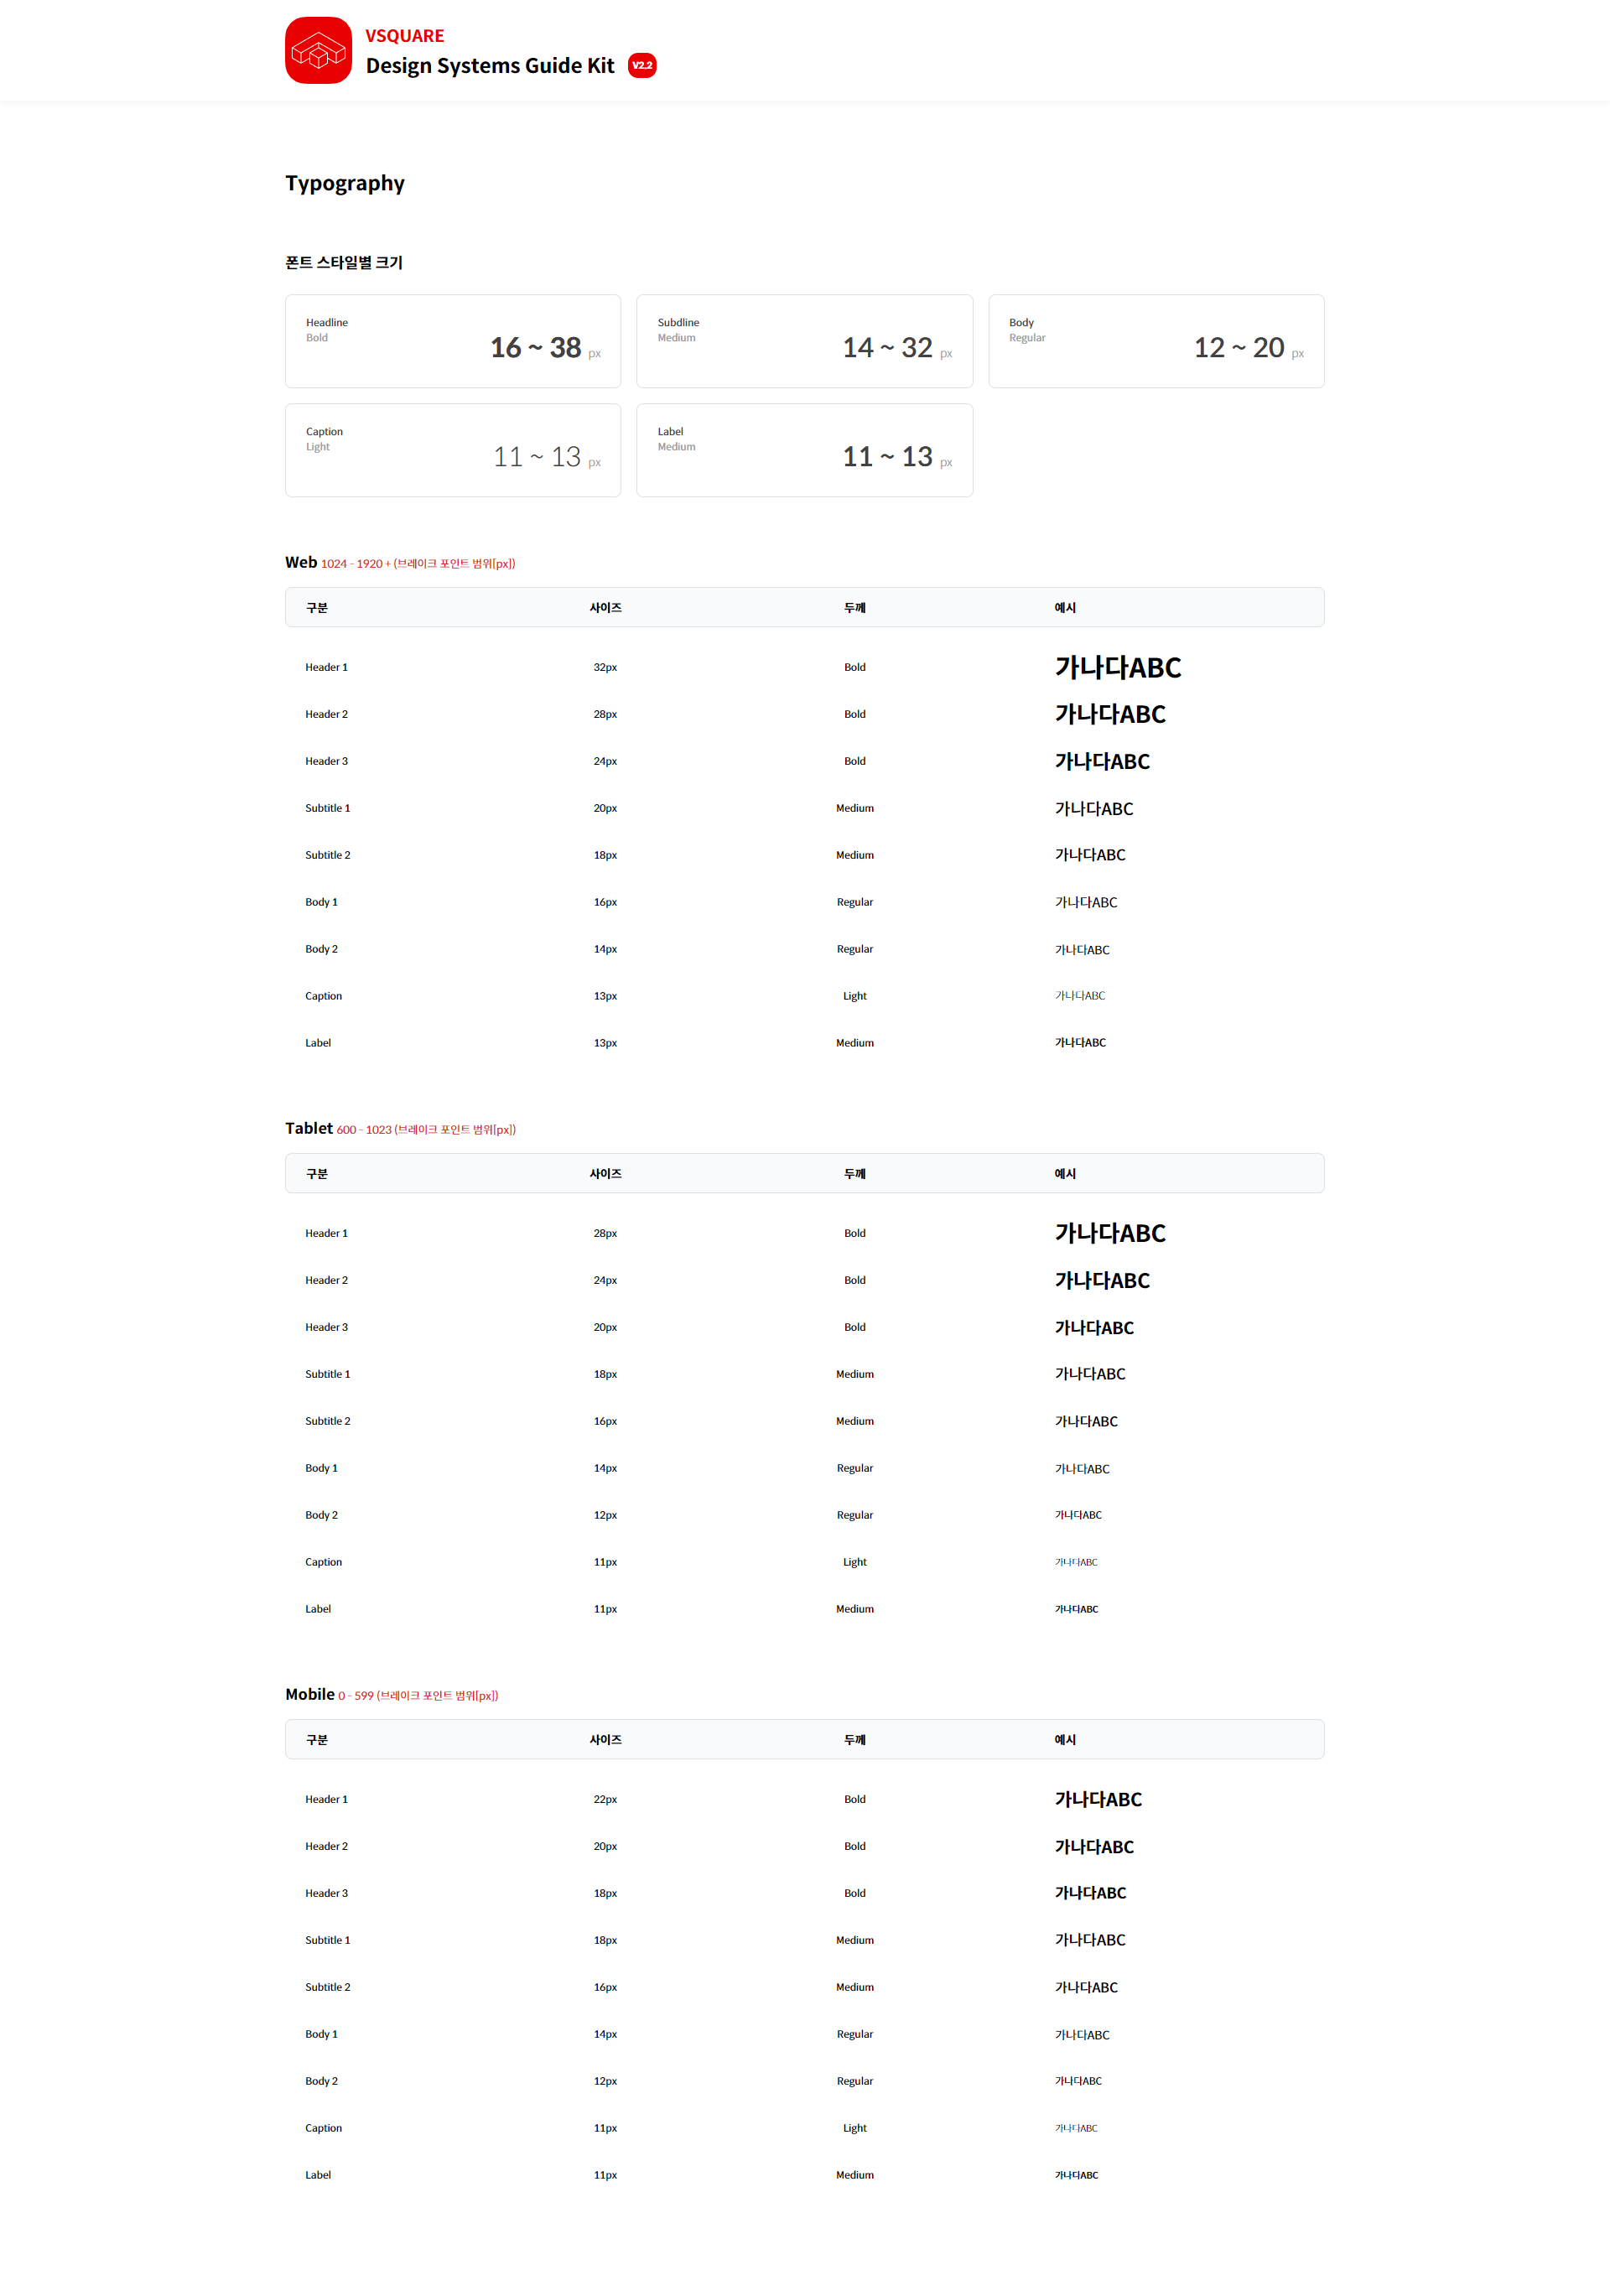 VSQUARE
Design Systems Guide Kit V2.2
Typography
폰트 스타일별 크기
Headline
Bold
16 ~ 38 px
Subdline
Medium
14 ~ 32 px
Body
Regular
12 ~ 20 px
Caption
Light
11 ~ 13 px
Label
Medium
11 ~ 13 px
Web 1024 - 1920 + (브레이크 포인트 범위[px])
구분 사이즈 두께 예시
Header 1 32px Bold 가나다ABC
Header 2 28px Bold 가나다ABC
Header 3 24px Bold 가나다ABC
Subtitle 1 20px Medium 가나다ABC
Subtitle 2 18px Medium 가나다ABC
Body 1 16px Regular 가나다ABC
Body 2 14px Regular 가나다ABC
Caption 13px Light 가나다ABC
Label 13px Medium 가나다ABC
Tablet 600 - 1023 (브레이크 포인트 범위[px])
구분 사이즈 두께 예시
Header 1 28px Bold 가나다ABC
Header 2 24px Bold 가나다ABC
Header 3 20px Bold 가나다ABC
Subtitle 1 18px Medium 가나다ABC
Subtitle 2 16px Medium 가나다ABC
Body 1 14px Regular 가나다ABC
Body 2 12px Regular 가나다ABC
Caption 11px Light 가나다ABC
Label 11px Medium 가나다ABC
Mobile 0 - 599 (브레이크 포인트 범위[px])
구분 사이즈 두께 예시
Header 1 22px Bold 가나다ABC
Header 2 20px Bold 가나다ABC
Header 3 18px Bold 가나다ABC
Subtitle 1 18px Medium 가나다ABC
Subtitle 2 16px Medium 가나다ABC
Body 1 14px Regular 가나다ABC
Body 2 12px Regular 가나다ABC
Caption 11px Light 가나다ABC
Label 11px Medium 가나다ABC